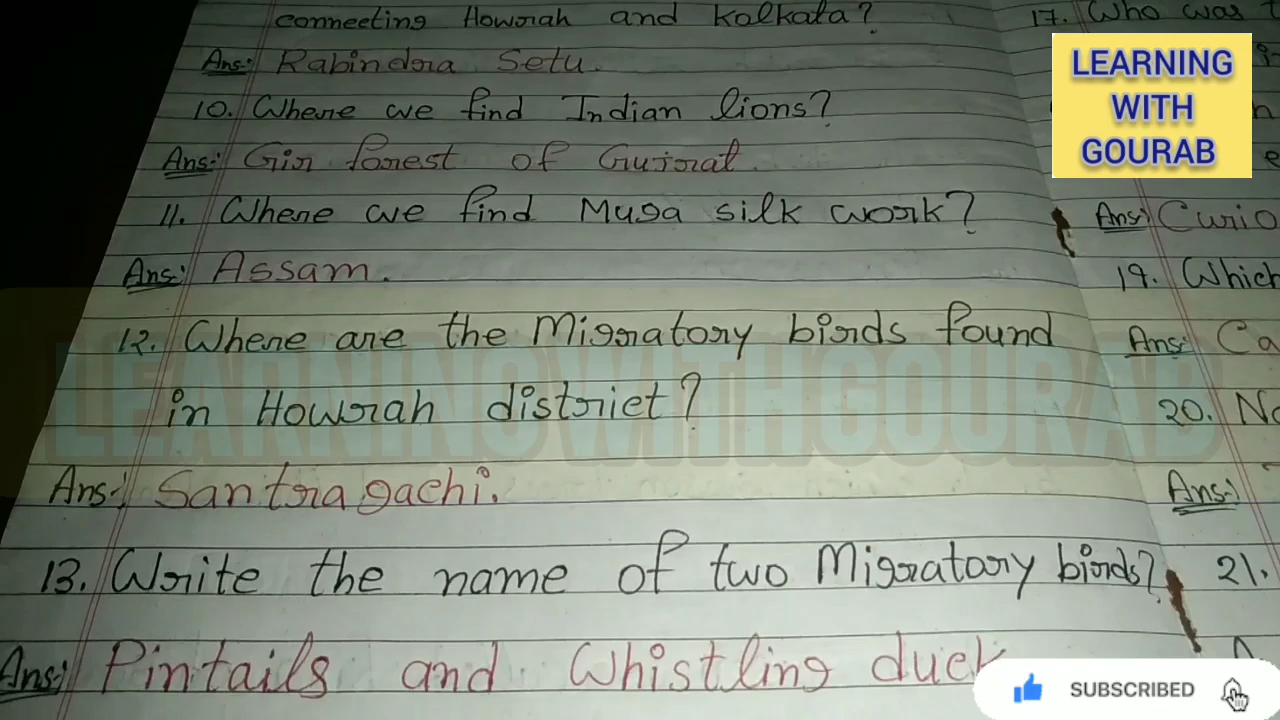 connecting Howrah and Kolkata?
Ans:- Rabindra Setu.
10. Where we find Indian lions?
Ans:- Gir forest of Gujrat.
11. Where we find Muga silk work?
Ans:- Assam.
12. Where are the Migratory birds found
in Howrah district?
Ans:- Santragachi.
13. Write the name of two Migratory birds?
Ans:- Pintails and Whistling duck
17. Who was
Ans:- Curio
19. Which
Ans:- Ca
20. No
Ans:-
21.
LEARNING
WITH
GOURAB
LEARNINGWITHGOURAB
SUBSCRIBED